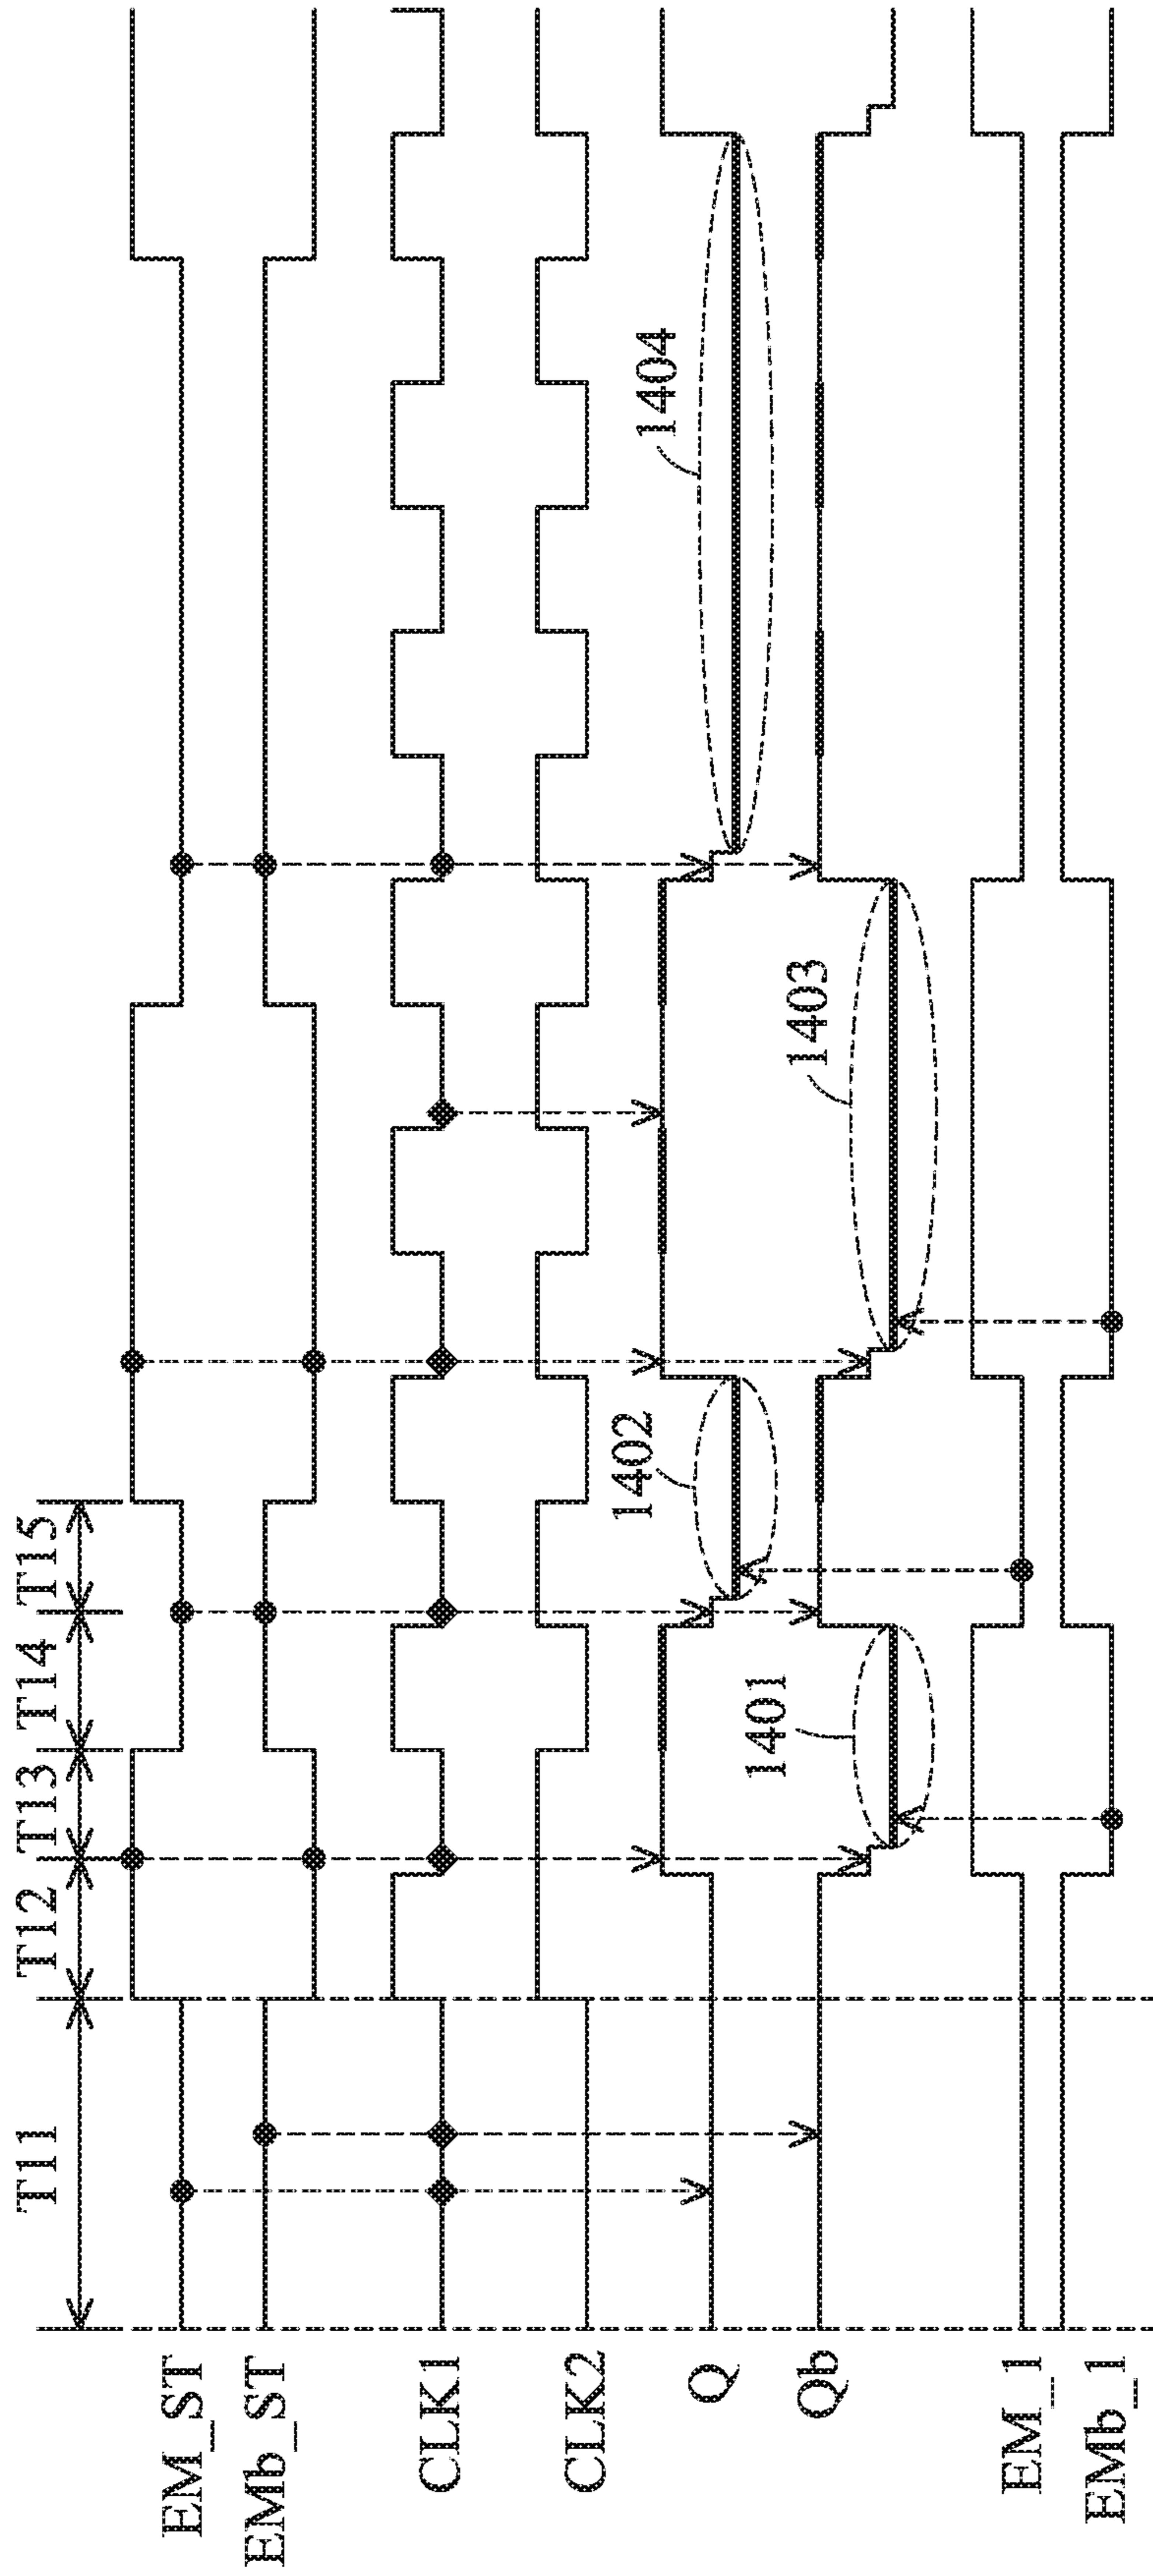 T11
T12
T13
T14
T15
EM_ST
EMb_ST
CLK1
CLK2
Q
1402
1404
Qb
1401
1403
EM_1
EMb_1